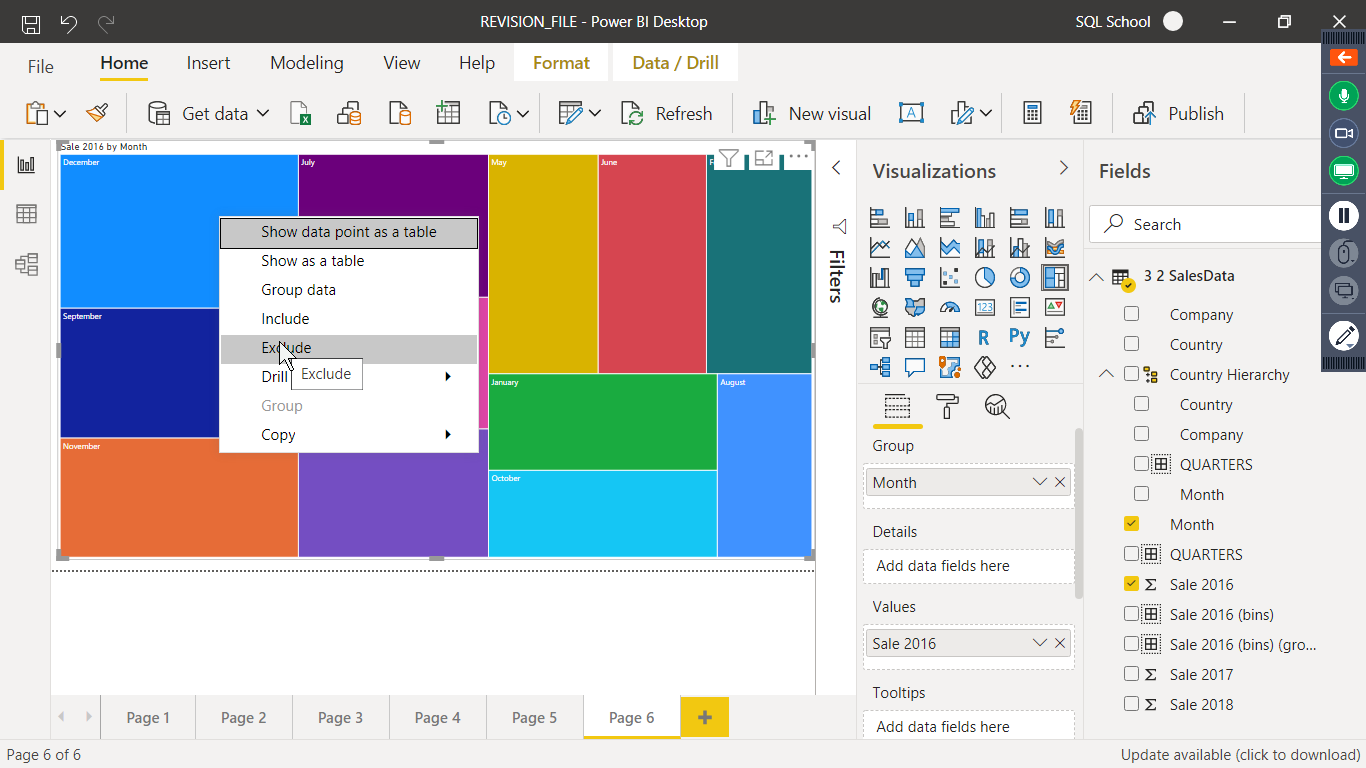 REVISION_FILE - Power BI Desktop
SQL School
File
Home
Insert
Modeling
View
Help
Format
Data / Drill
Get data
Refresh
New visual
Publish
Sale 2016 by Month
December
July
May
June
F
September
November
January
August
October
Show data point as a table
Show as a table
Group data
Include
Exclude
Drill
Exclude
Group
Copy
Filters
Visualizations
R
Py
123
Group
Month
Details
Add data fields here
Values
Sale 2016
Tooltips
Add data fields here
Fields
Search
3 2 SalesData
Company
Country
Country Hierarchy
Country
Company
QUARTERS
Month
Month
QUARTERS
Sale 2016
Sale 2016 (bins)
Sale 2016 (bins) (gro...
Sale 2017
Sale 2018
Page 1
Page 2
Page 3
Page 4
Page 5
Page 6
Page 6 of 6
Update available (click to download)